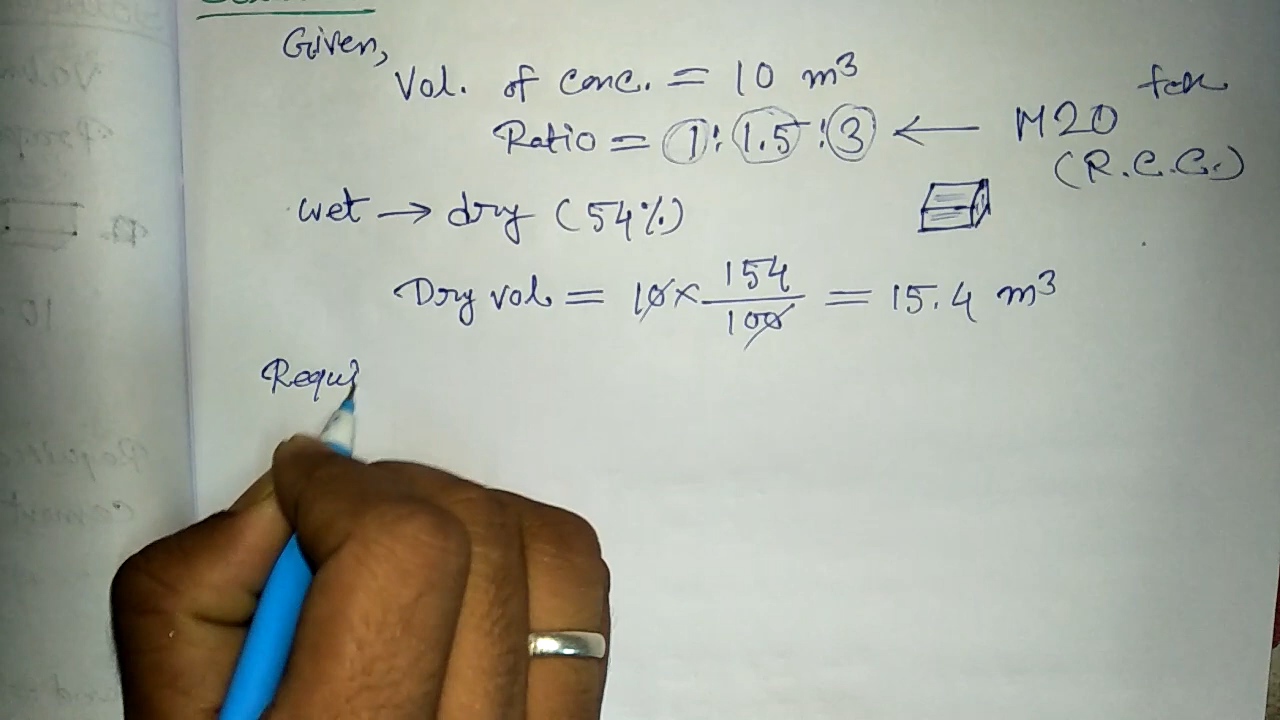 Given,
Vol. of Conc. = 10 m³
Ratio = 1 : 1.5 : 3 ← M20 for
(R.C.C.)
wet → dry (54%)
Dry vol = 10 × 154/100 = 15.4 m³
Requi